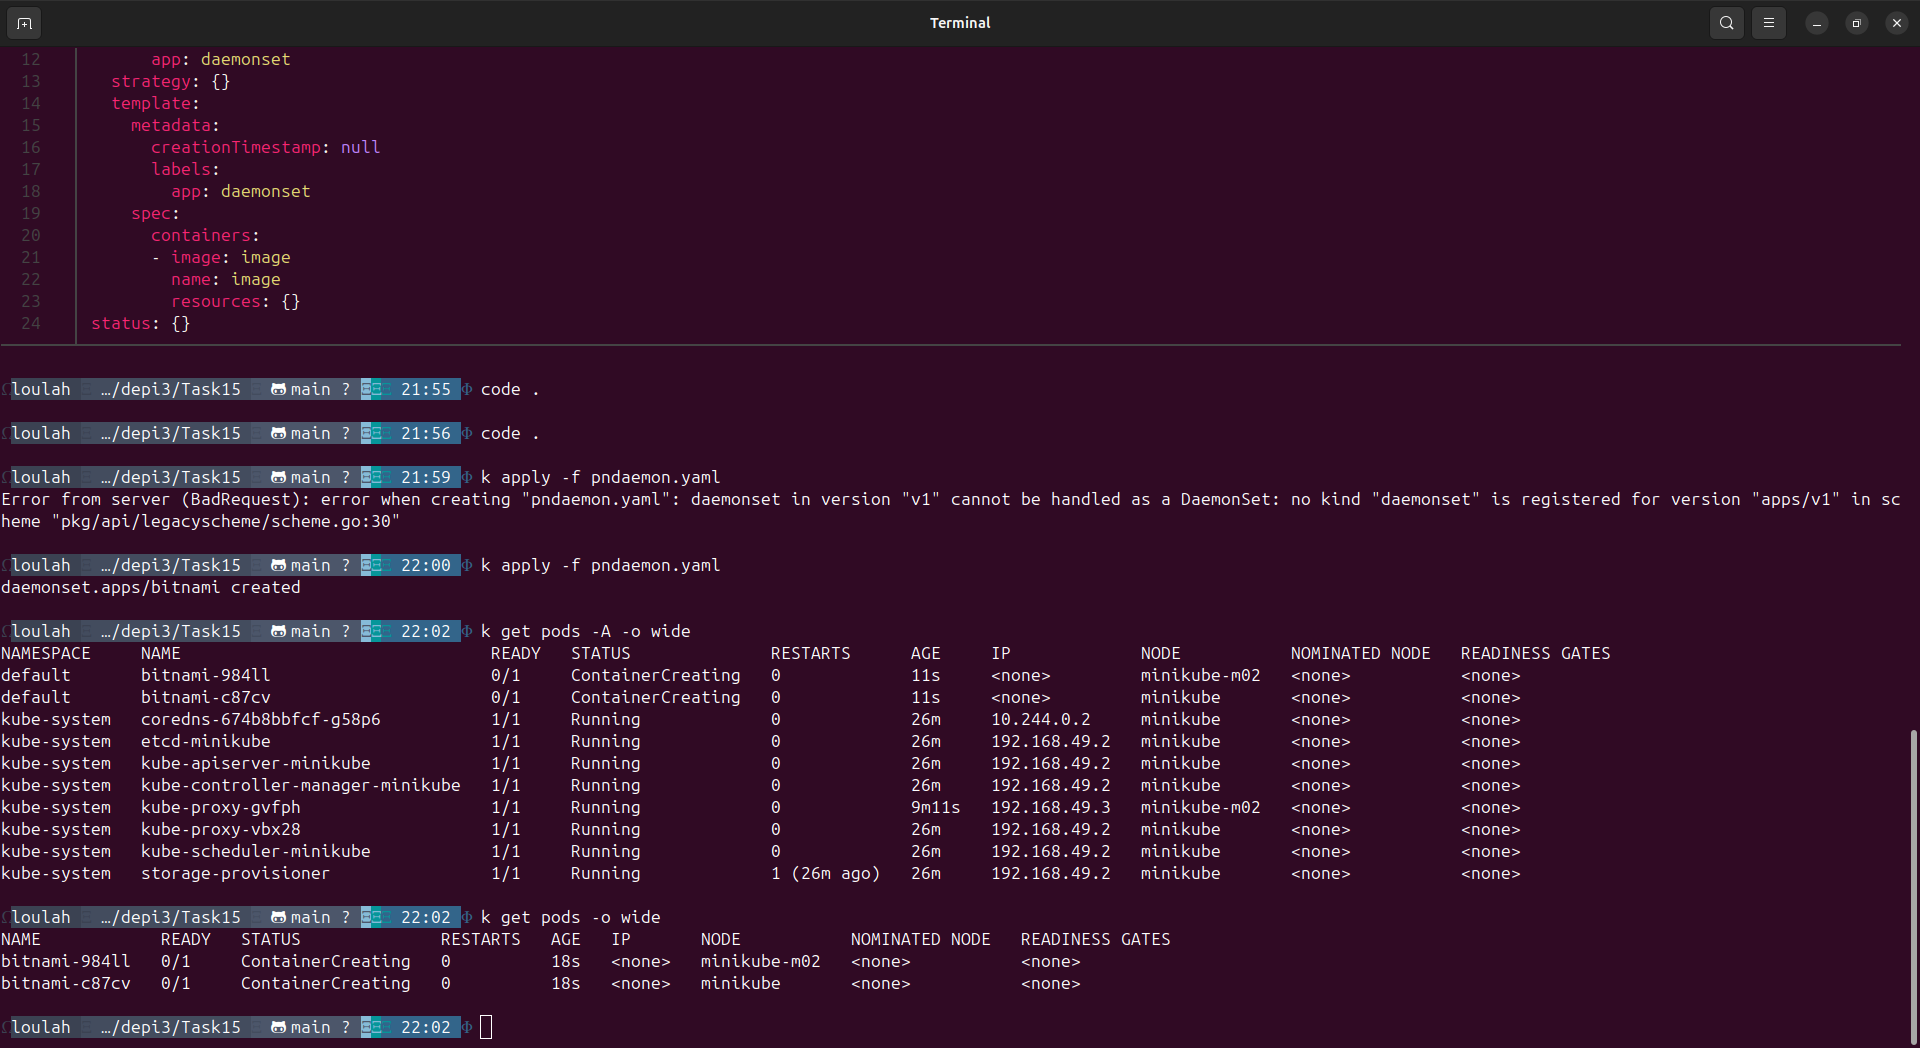 Terminal
12 app: daemonset
13 strategy: {}
14 template:
15 metadata:
16 creationTimestamp: null
17 labels:
18 app: daemonset
19 spec:
20 containers:
21 - image: image
22 name: image
23 resources: {}
24 status: {}
loulah …/depi3/Task15 main ? 21:55 code .
loulah …/depi3/Task15 main ? 21:56 code .
loulah …/depi3/Task15 main ? 21:59 k apply -f pndaemon.yaml
Error from server (BadRequest): error when creating "pndaemon.yaml": daemonset in version "v1" cannot be handled as a DaemonSet: no kind "daemonset" is registered for version "apps/v1" in sc
heme "pkg/api/legacyscheme/scheme.go:30"
loulah …/depi3/Task15 main ? 22:00 k apply -f pndaemon.yaml
daemonset.apps/bitnami created
loulah …/depi3/Task15 main ? 22:02 k get pods -A -o wide
NAMESPACE NAME READY STATUS RESTARTS AGE IP NODE NOMINATED NODE READINESS GATES
default bitnami-984ll 0/1 ContainerCreating 0 11s <none> minikube-m02 <none> <none>
default bitnami-c87cv 0/1 ContainerCreating 0 11s <none> minikube <none> <none>
kube-system coredns-674b8bbfcf-g58p6 1/1 Running 0 26m 10.244.0.2 minikube <none> <none>
kube-system etcd-minikube 1/1 Running 0 26m 192.168.49.2 minikube <none> <none>
kube-system kube-apiserver-minikube 1/1 Running 0 26m 192.168.49.2 minikube <none> <none>
kube-system kube-controller-manager-minikube 1/1 Running 0 26m 192.168.49.2 minikube <none> <none>
kube-system kube-proxy-gvfph 1/1 Running 0 9m11s 192.168.49.3 minikube-m02 <none> <none>
kube-system kube-proxy-vbx28 1/1 Running 0 26m 192.168.49.2 minikube <none> <none>
kube-system kube-scheduler-minikube 1/1 Running 0 26m 192.168.49.2 minikube <none> <none>
kube-system storage-provisioner 1/1 Running 1 (26m ago) 26m 192.168.49.2 minikube <none> <none>
loulah …/depi3/Task15 main ? 22:02 k get pods -o wide
NAME READY STATUS RESTARTS AGE IP NODE NOMINATED NODE READINESS GATES
bitnami-984ll 0/1 ContainerCreating 0 18s <none> minikube-m02 <none> <none>
bitnami-c87cv 0/1 ContainerCreating 0 18s <none> minikube <none> <none>
loulah …/depi3/Task15 main ? 22:02